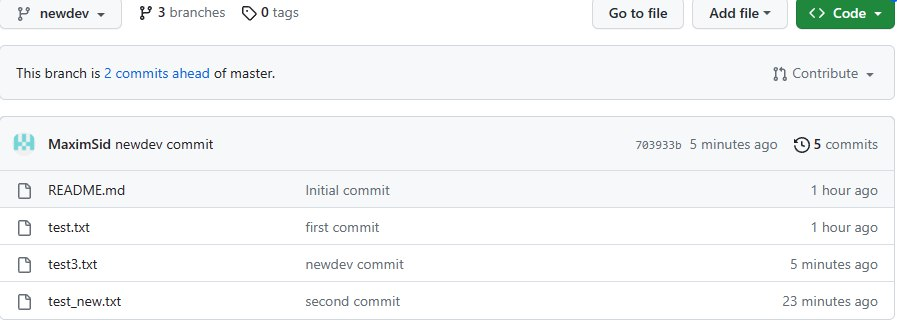 newdev 3 branches 0 tags Go to file Add file Code
This branch is 2 commits ahead of master. Contribute
MaximSid newdev commit 703933b 5 minutes ago 5 commits
README.md Initial commit 1 hour ago
test.txt first commit 1 hour ago
test3.txt newdev commit 5 minutes ago
test_new.txt second commit 23 minutes ago